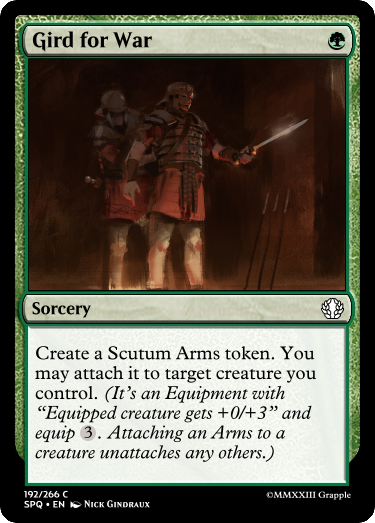 Gird for War
Sorcery
Create a Scutum Arms token. You
may attach it to target creature you
control. (It's an Equipment with
“Equipped creature gets +0/+3” and
equip 3. Attaching an Arms to a
creature unattaches any others.)
192/266 C
SPQ • EN Nick Gindraux
©MMXXIII Grapple